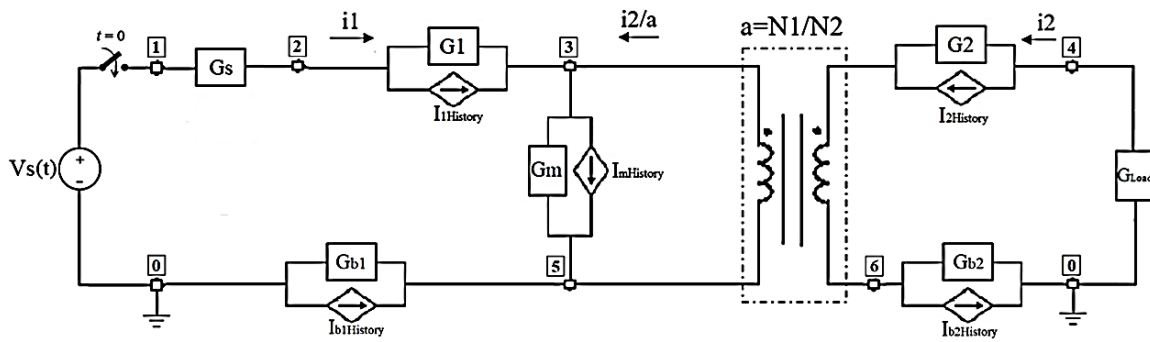 i1
i2/a
a=N1/N2
i2
t=0
1
2
3
4
Gs
G1
G2
I1History
I2History
Vs(t)
+
-
Gm
ImHistory
GLoad
0
Gb1
5
6
Gb2
0
Ib1History
Ib2History